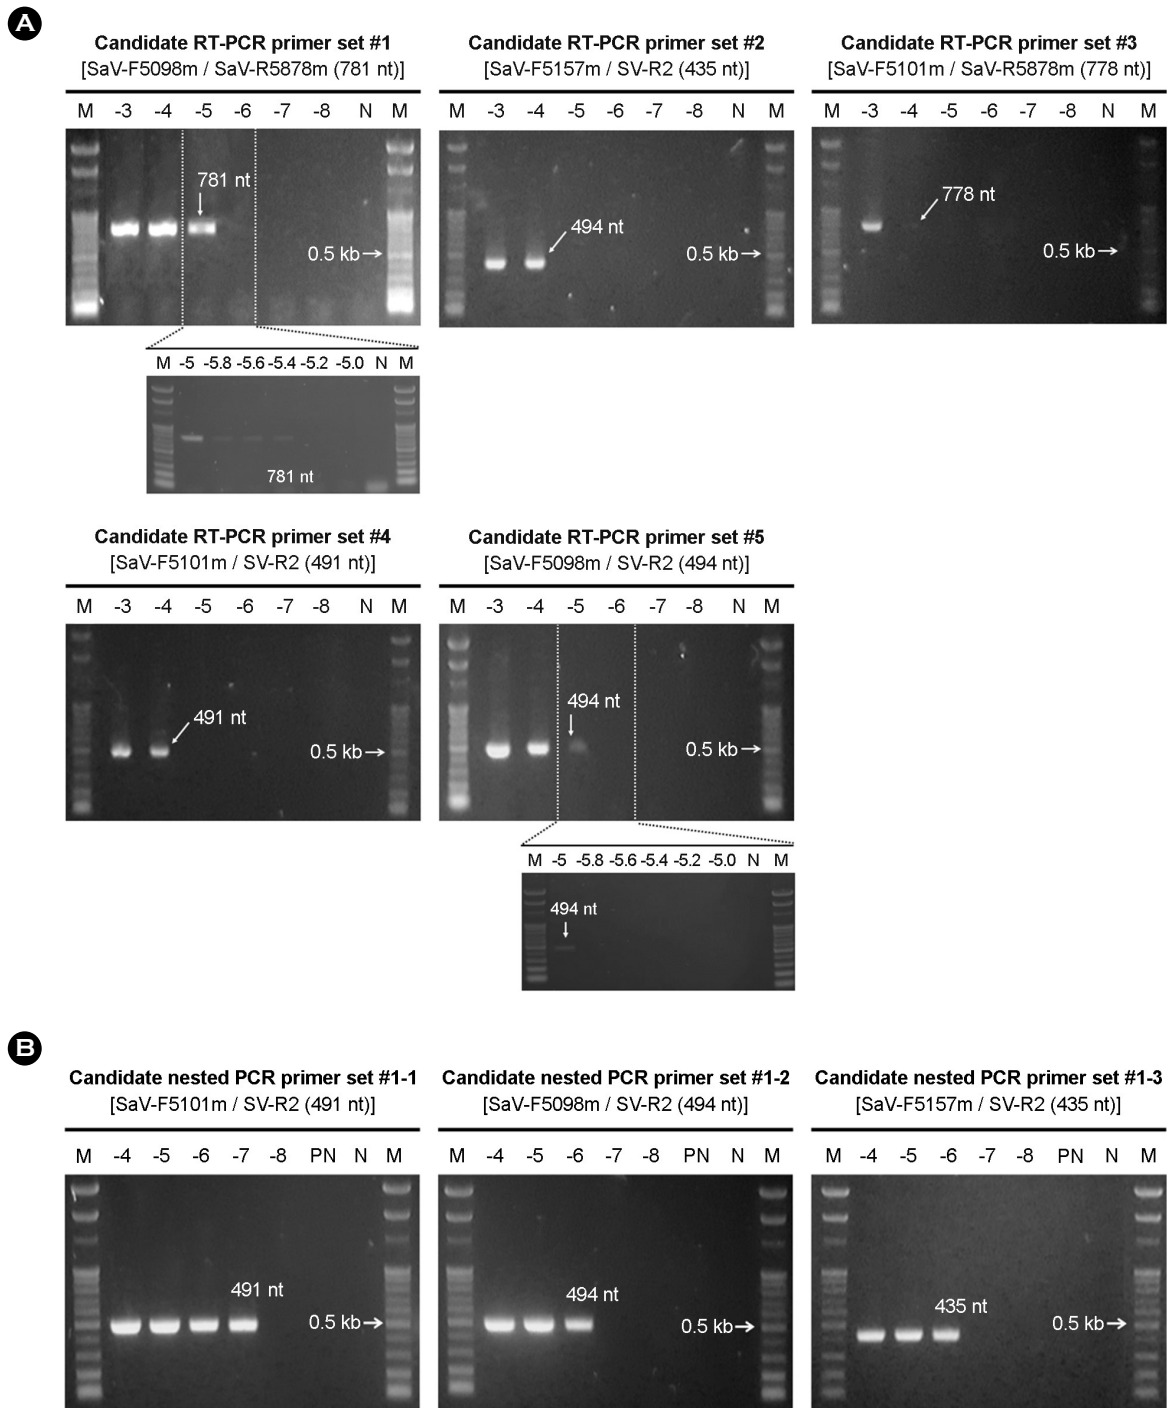 A
Candidate RT-PCR primer set #1
[SaV-F5098m / SaV-R5878m (781 nt)]
M -3 -4 -5 -6 -7 -8 N M
781 nt
0.5 kb→
M -5 -5.8 -5.6 -5.4 -5.2 -5.0 N M
781 nt
Candidate RT-PCR primer set #2
[SaV-F5157m / SV-R2 (435 nt)]
M -3 -4 -5 -6 -7 -8 N M
494 nt
0.5 kb→
Candidate RT-PCR primer set #3
[SaV-F5101m / SaV-R5878m (778 nt)]
M -3 -4 -5 -6 -7 -8 N M
778 nt
0.5 kb→
Candidate RT-PCR primer set #4
[SaV-F5101m / SV-R2 (491 nt)]
M -3 -4 -5 -6 -7 -8 N M
491 nt
0.5 kb→
Candidate RT-PCR primer set #5
[SaV-F5098m / SV-R2 (494 nt)]
M -3 -4 -5 -6 -7 -8 N M
494 nt
0.5 kb→
M -5 -5.8 -5.6 -5.4 -5.2 -5.0 N M
494 nt
B
Candidate nested PCR primer set #1-1
[SaV-F5101m / SV-R2 (491 nt)]
M -4 -5 -6 -7 -8 PN N M
491 nt
0.5 kb→
Candidate nested PCR primer set #1-2
[SaV-F5098m / SV-R2 (494 nt)]
M -4 -5 -6 -7 -8 PN N M
494 nt
0.5 kb→
Candidate nested PCR primer set #1-3
[SaV-F5157m / SV-R2 (435 nt)]
M -4 -5 -6 -7 -8 PN N M
435 nt
0.5 kb→